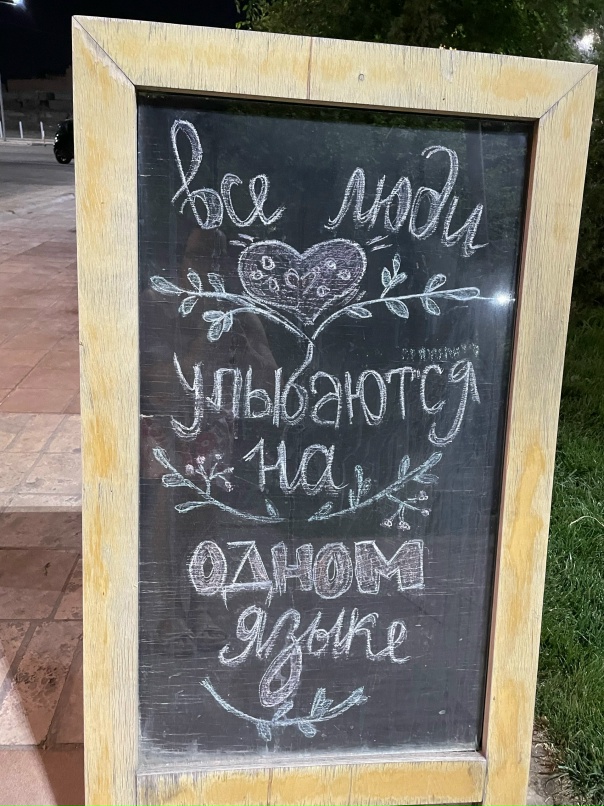 все люди
улыбаются
на
одном
языке